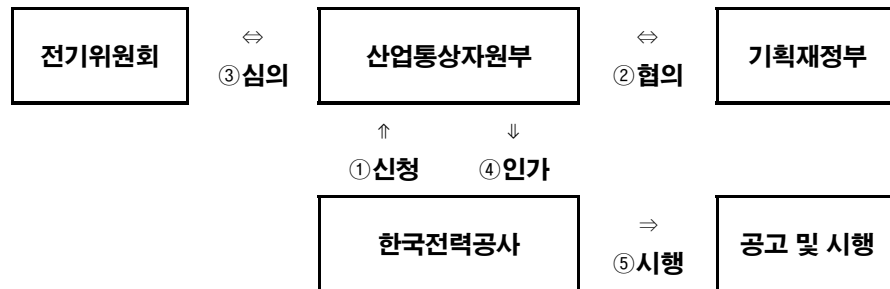 전기위원회
⇔
③심의
산업통상자원부
⇔
②협의
기획재정부
⇑ ⇓
①신청 ④인가
한국전력공사
⇒
⑤시행
공고 및 시행